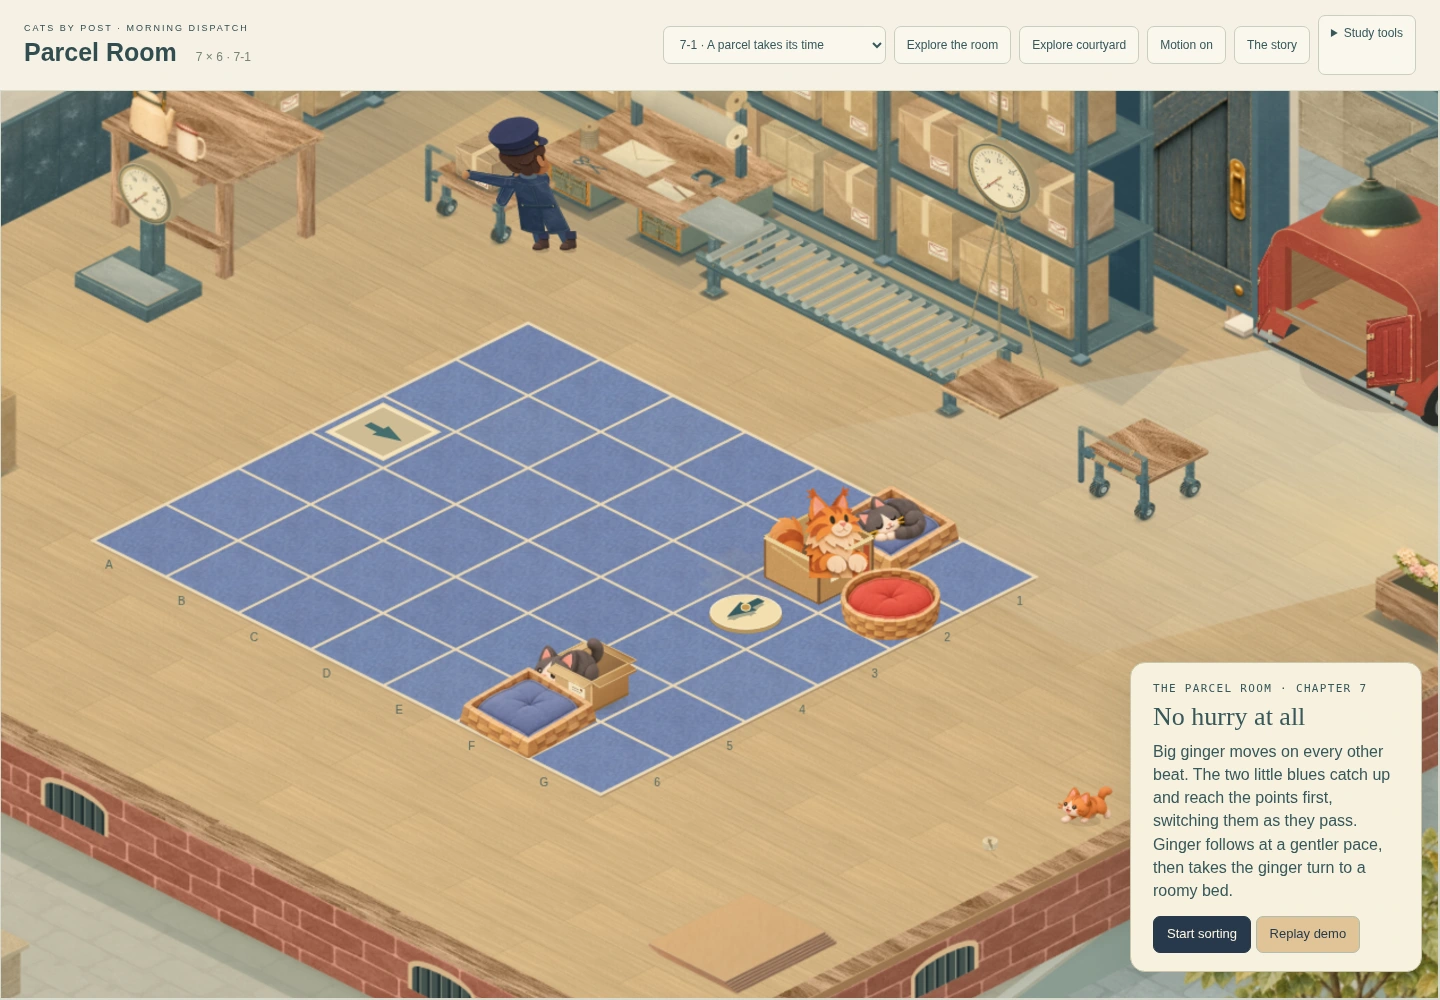 CATS BY POST · MORNING DISPATCH
Parcel Room 7 × 6 · 7-1
7-1 · A parcel takes its time
Explore the room
Explore courtyard
Motion on
The story
Study tools
A
B
C
D
E
F
G
1
2
3
4
5
6
THE PARCEL ROOM · CHAPTER 7
No hurry at all
Big ginger moves on every other
beat. The two little blues catch up
and reach the points first,
switching them as they pass.
Ginger follows at a gentler pace,
then takes the ginger turn to a
roomy bed.
Start sorting
Replay demo